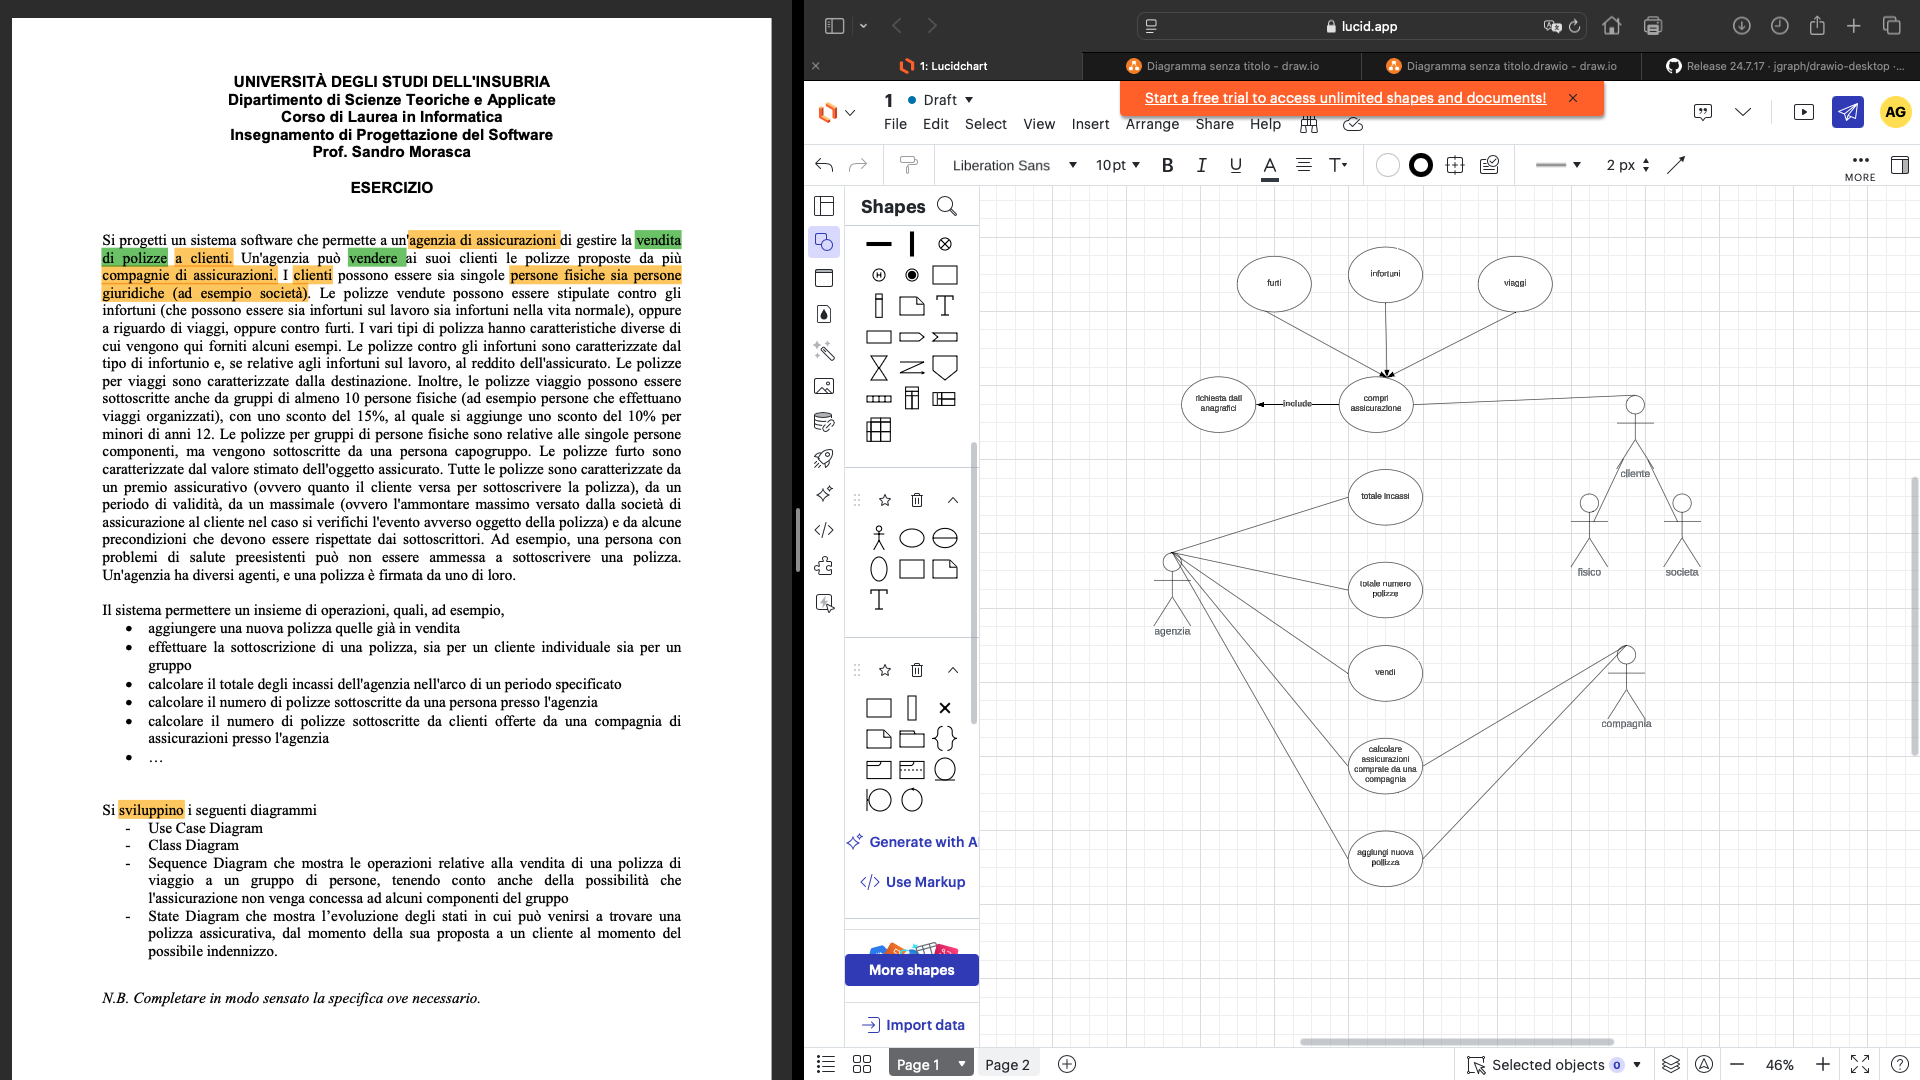 UNIVERSITÀ DEGLI STUDI DELL'INSUBRIA
Dipartimento di Scienze Teoriche e Applicate
Corso di Laurea in Informatica
Insegnamento di Progettazione del Software
Prof. Sandro Morasca
ESERCIZIO
Si progetti un sistema software che permette a un'agenzia di assicurazioni di gestire la vendita
di polizze a clienti. Un'agenzia può vendere ai suoi clienti le polizze proposte da più
compagnie di assicurazioni. I clienti possono essere sia singole persone fisiche sia persone
giuridiche (ad esempio società). Le polizze vendute possono essere stipulate contro gli
infortuni (che possono essere sia infortuni sul lavoro sia infortuni nella vita normale), oppure
a riguardo di viaggi, oppure contro furti. I vari tipi di polizza hanno caratteristiche diverse di
cui vengono qui forniti alcuni esempi. Le polizze contro gli infortuni sono caratterizzate dal
tipo di infortunio e, se relative agli infortuni sul lavoro, al reddito dell'assicurato. Le polizze
per viaggi sono caratterizzate dalla destinazione. Inoltre, le polizze viaggio possono essere
sottoscritte anche da gruppi di almeno 10 persone fisiche (ad esempio persone che effettuano
viaggi organizzati), con uno sconto del 15%, al quale si aggiunge uno sconto del 10% per
minori di anni 12. Le polizze per gruppi di persone fisiche sono relative alle singole persone
componenti, ma vengono sottoscritte da una persona capogruppo. Le polizze furto sono
caratterizzate dal valore stimato dell'oggetto assicurato. Tutte le polizze sono caratterizzate da
un premio assicurativo (ovvero quanto il cliente versa per sottoscrivere la polizza), da un
periodo di validità, da un massimale (ovvero l'ammontare massimo versato dalla società di
assicurazione al cliente nel caso si verifichi l'evento avverso oggetto della polizza) e da alcune
precondizioni che devono essere rispettate dai sottoscrittori. Ad esempio, una persona con
problemi di salute preesistenti può non essere ammessa a sottoscrivere una polizza.
Un'agenzia ha diversi agenti, e una polizza è firmata da uno di loro.
Il sistema permettere un insieme di operazioni, quali, ad esempio,
• aggiungere una nuova polizza quelle già in vendita
• effettuare la sottoscrizione di una polizza, sia per un cliente individuale sia per un
gruppo
• calcolare il totale degli incassi dell'agenzia nell'arco di un periodo specificato
• calcolare il numero di polizze sottoscritte da una persona presso l'agenzia
• calcolare il numero di polizze sottoscritte da clienti offerte da una compagnia di
assicurazioni presso l'agenzia
• …
Si sviluppino i seguenti diagrammi
- Use Case Diagram
- Class Diagram
- Sequence Diagram che mostra le operazioni relative alla vendita di una polizza di
viaggio a un gruppo di persone, tenendo conto anche della possibilità che
l'assicurazione non venga concessa ad alcuni componenti del gruppo
- State Diagram che mostra l’evoluzione degli stati in cui può venirsi a trovare una
polizza assicurativa, dal momento della sua proposta a un cliente al momento del
possibile indennizzo.
N.B. Completare in modo sensato la specifica ove necessario.
lucid.app
1: Lucidchart
Diagramma senza titolo - draw.io
Diagramma senza titolo.drawio - draw.io
Release 24.7.17 · jgraph/drawio-desktop ·...
1 Draft
Start a free trial to access unlimited shapes and documents!
File Edit Select View Insert Arrange Share Help
AG
Liberation Sans 10pt B I U A T 2 px MORE
Shapes
Generate with A
</> Use Markup
More shapes
Import data
furti
infortuni
viaggi
richiesta dati
anagrafici
include
compri
assicurazione
cliente
fisico
societa
totale incassi
totale numero
polizze
agenzia
vendi
compagnia
calcolare
assicurazioni
comprate da una
compagnia
aggiungi nuova
polizza
Page 1 Page 2
Selected objects 0
46%